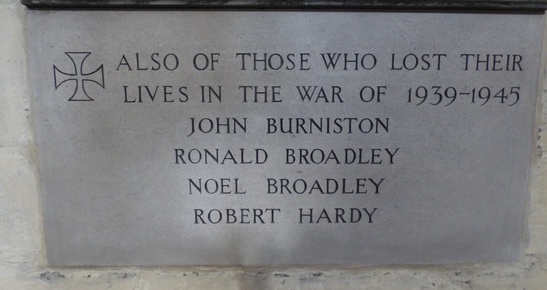 ALSO OF THOSE WHO LOST THEIR
LIVES IN THE WAR OF 1939-1945
JOHN BURNISTON
RONALD BROADLEY
NOEL BROADLEY
ROBERT HARDY